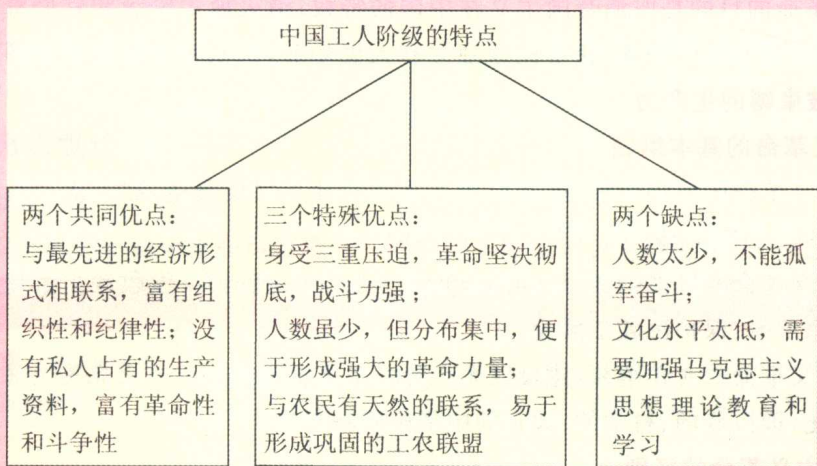 中国工人阶级的特点
两个共同优点：
与最先进的经济形
式相联系，富有组
织性和纪律性；没
有私人占有的生产
资料，富有革命性
和斗争性
三个特殊优点：
身受三重压迫，革命坚决彻
底，战斗力强；
人数虽少，但分布集中，便
于形成强大的革命力量；
与农民有天然的联系，易于
形成巩固的工农联盟
两个缺点：
人数太少，不能孤
军奋斗；
文化水平太低，需
要加强马克思主义
思想理论教育和
学习